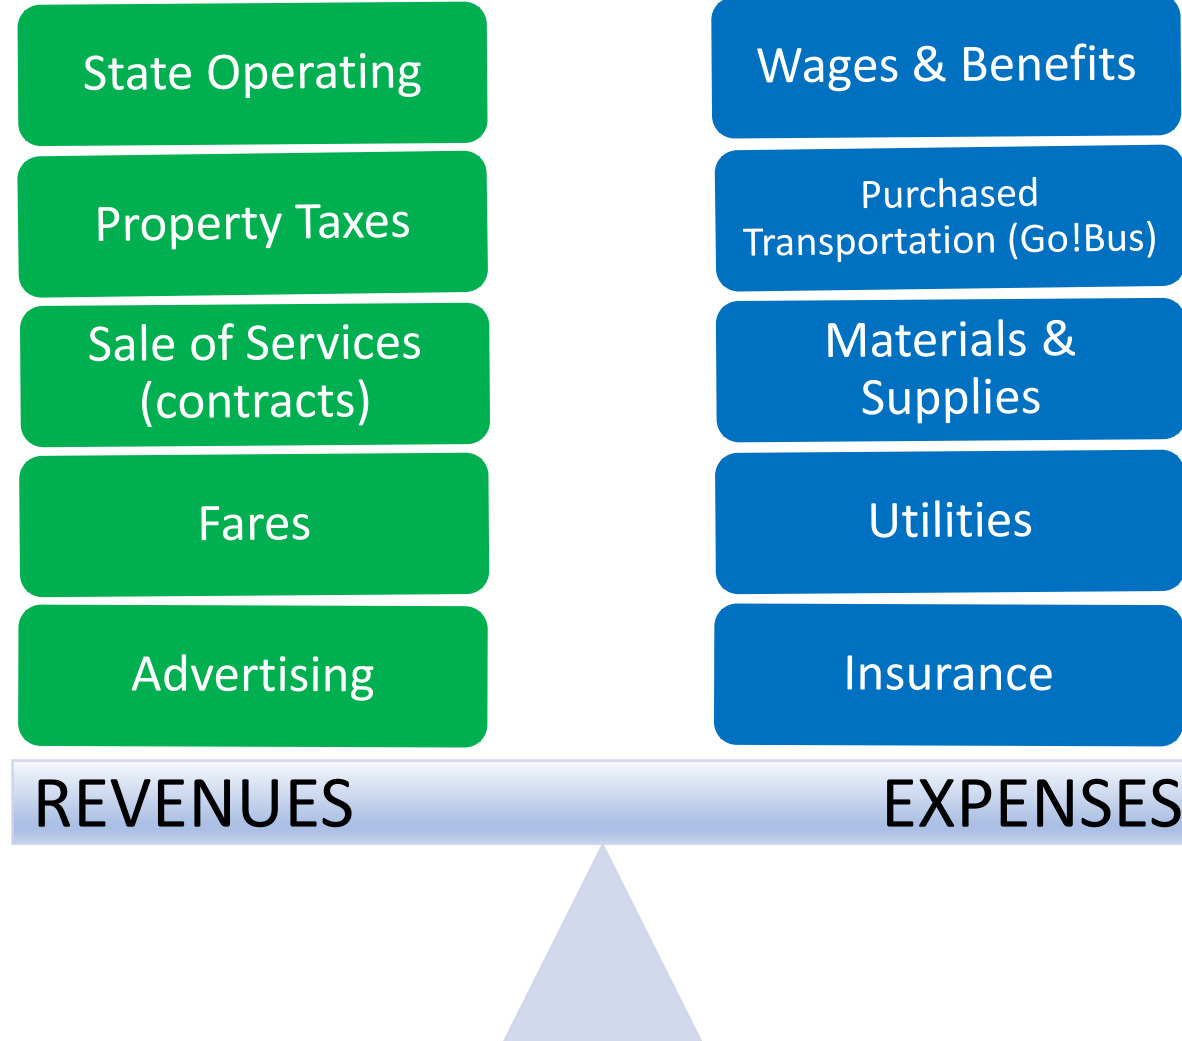 State Operating
Property Taxes
Sale of Services
(contracts)
Fares
Advertising
REVENUES
Wages & Benefits
Purchased
Transportation (Go!Bus)
Materials &
Supplies
Utilities
Insurance
EXPENSES